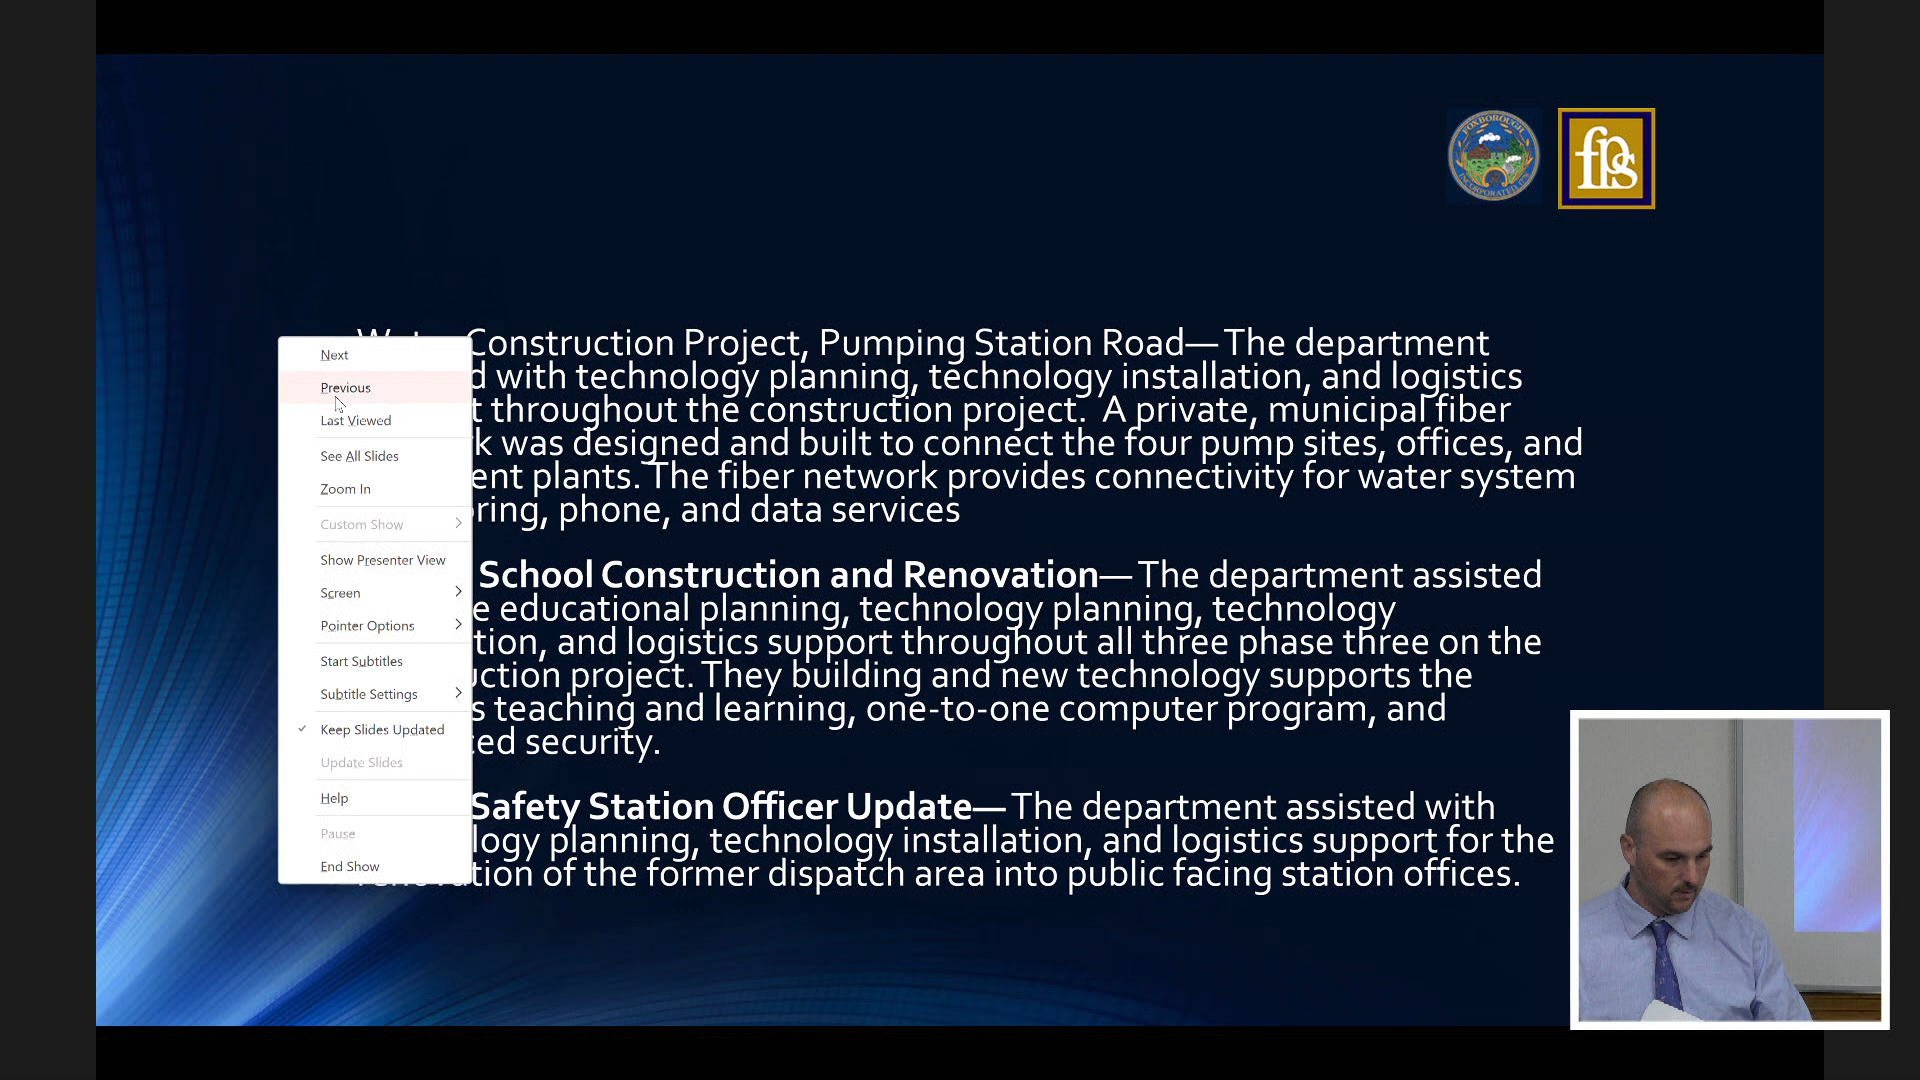 FOXBOROUGH
INCORPORATED 1778
fps
Construction Project, Pumping Station Road— The department
with technology planning, technology installation, and logistics
throughout the construction project. A private, municipal fiber
was designed and built to connect the four pump sites, offices, and
plants. The fiber network provides connectivity for water system
phone, and data services
School Construction and Renovation— The department assisted
educational planning, technology planning, technology
and logistics support throughout all three phase three on the
project. They building and new technology supports the
teaching and learning, one-to-one computer program, and
security.
Safety Station Officer Update— The department assisted with
planning, technology installation, and logistics support for the
of the former dispatch area into public facing station offices.
Next
Previous
Last Viewed
See All Slides
Zoom In
Custom Show
Show Presenter View
Screen
Pointer Options
Start Subtitles
Subtitle Settings
Keep Slides Updated
Update Slides
Help
Pause
End Show